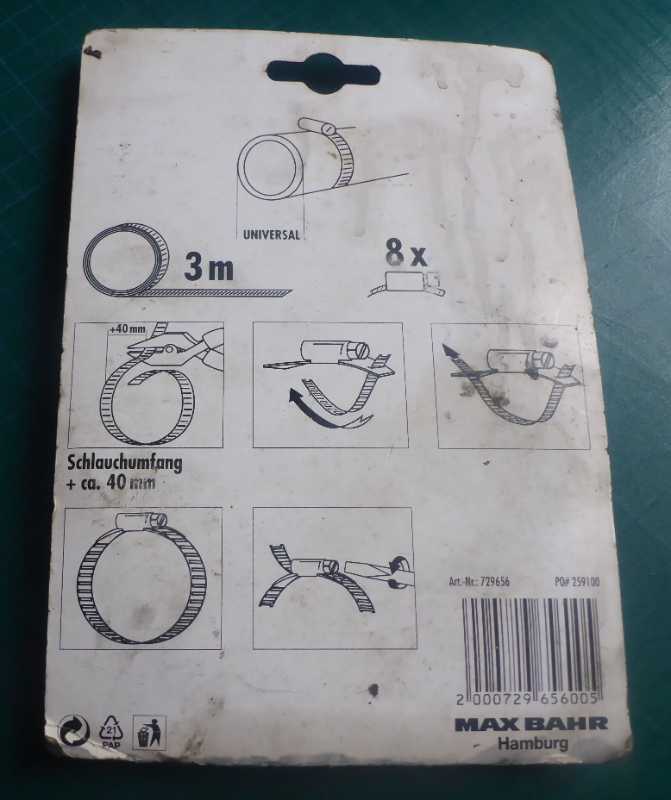 UNIVERSAL
3 m
8 x
+40 mm
Schlauchumfang
+ ca. 40 mm
Art.-Nr.: 729656 PO# 259100
2 000729 656005
MAX BAHR
Hamburg
21
PAP